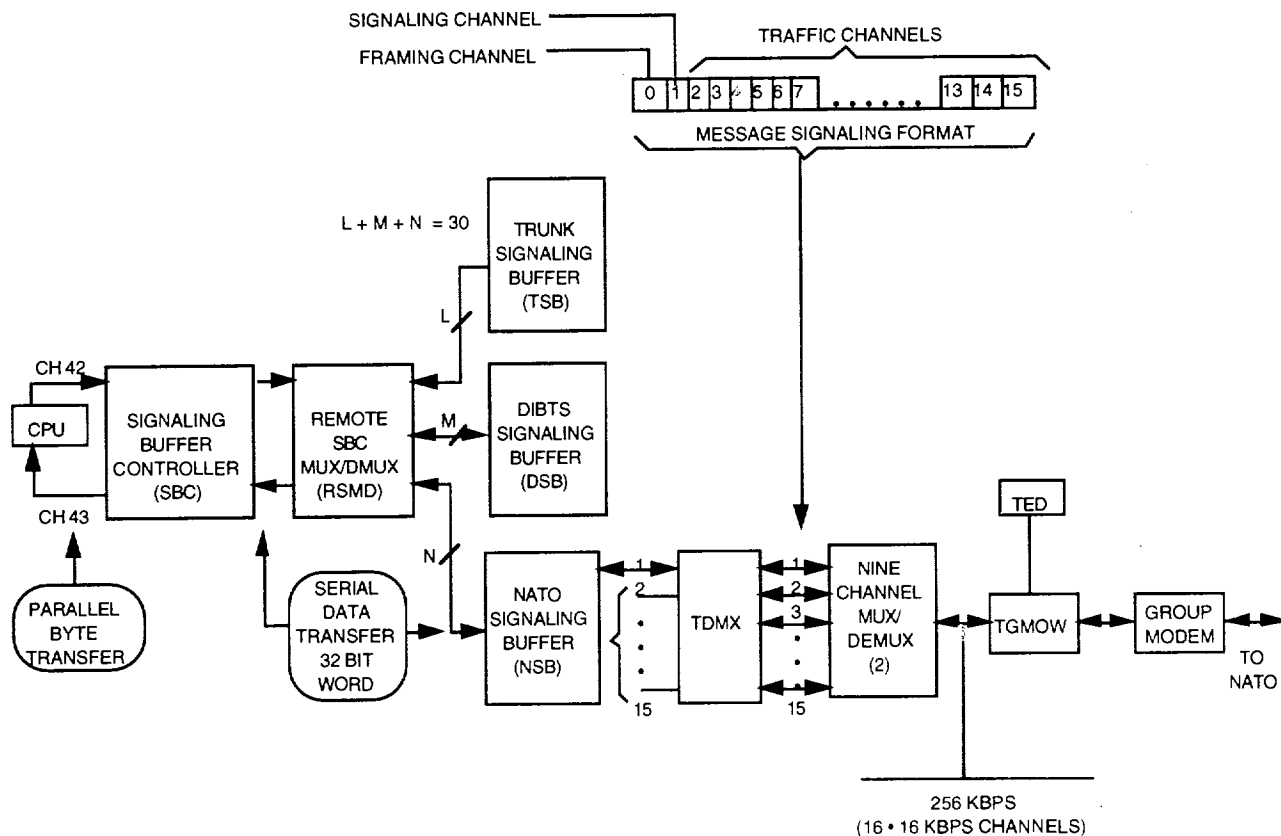 SIGNALING CHANNEL
FRAMING CHANNEL
TRAFFIC CHANNELS
0 1 2 3 4 5 6 7 . . . . . . 13 14 15
MESSAGE SIGNALING FORMAT
L + M + N = 30
TRUNK
SIGNALING
BUFFER
(TSB)
L
CH 42
CPU
CH 43
SIGNALING
BUFFER
CONTROLLER
(SBC)
REMOTE
SBC
MUX/DMUX
(RSMD)
M
DIBTS
SIGNALING
BUFFER
(DSB)
N
PARALLEL
BYTE
TRANSFER
SERIAL
DATA
TRANSFER
32 BIT
WORD
NATO
SIGNALING
BUFFER
(NSB)
1
2
15
TDMX
1
2
3
15
NINE
CHANNEL
MUX/
DEMUX
(2)
TED
TGMOW
GROUP
MODEM
TO
NATO
256 KBPS
(16 • 16 KBPS CHANNELS)